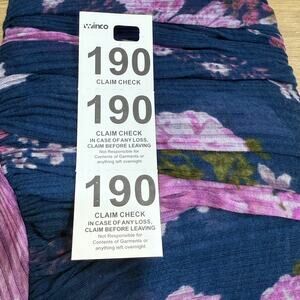 Winco
190
CLAIM CHECK
190
CLAIM CHECK
IN CASE OF ANY LOSS,
CLAIM BEFORE LEAVING
Not Responsible for
Contents of Garments or
anything left overnight
190
CLAIM CHECK
IN CASE OF ANY LOSS,
CLAIM BEFORE LEAVING
Not Responsible for
Contents of Garments or
anything left overnight